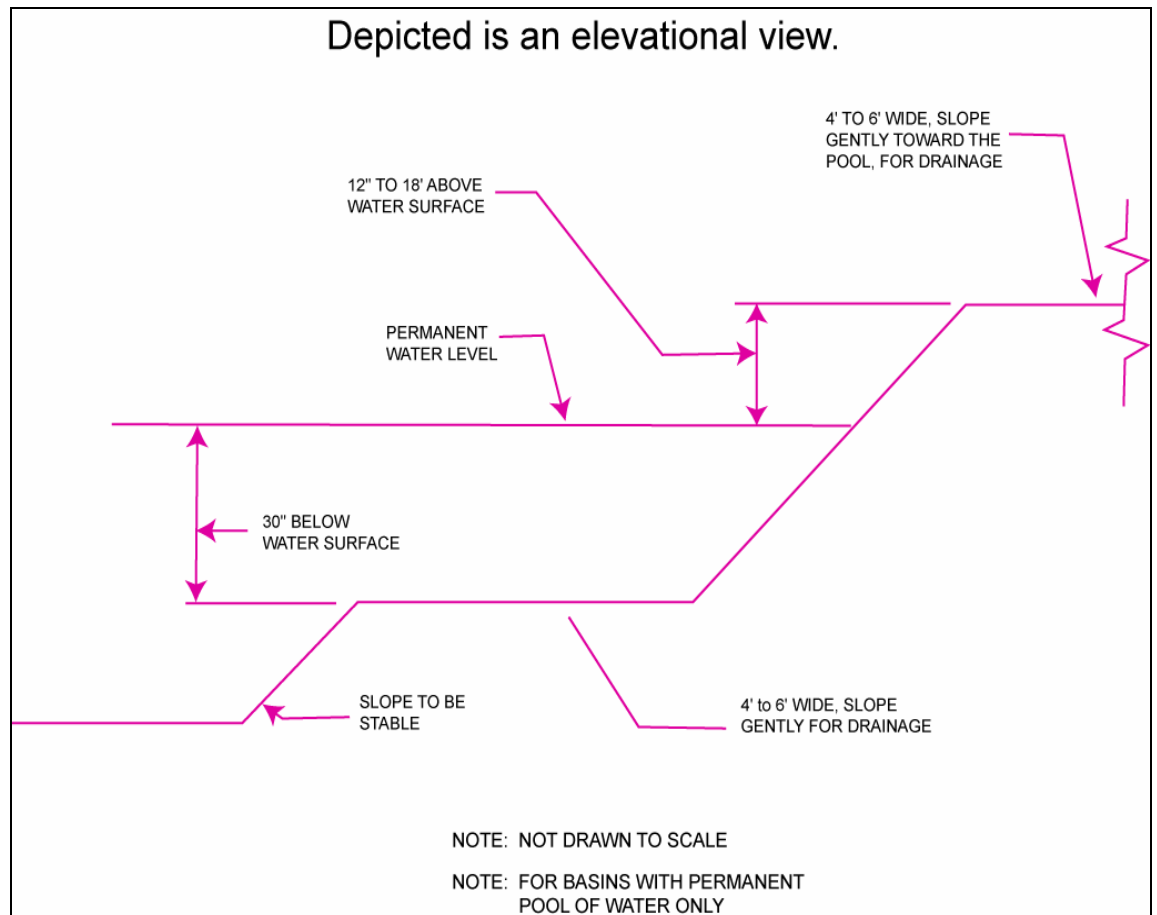 Depicted is an elevational view.
4' TO 6' WIDE, SLOPE
GENTLY TOWARD THE
POOL, FOR DRAINAGE
12" TO 18' ABOVE
WATER SURFACE
PERMANENT
WATER LEVEL
30" BELOW
WATER SURFACE
SLOPE TO BE
STABLE
4' to 6' WIDE, SLOPE
GENTLY FOR DRAINAGE
NOTE: NOT DRAWN TO SCALE
NOTE: FOR BASINS WITH PERMANENT
POOL OF WATER ONLY